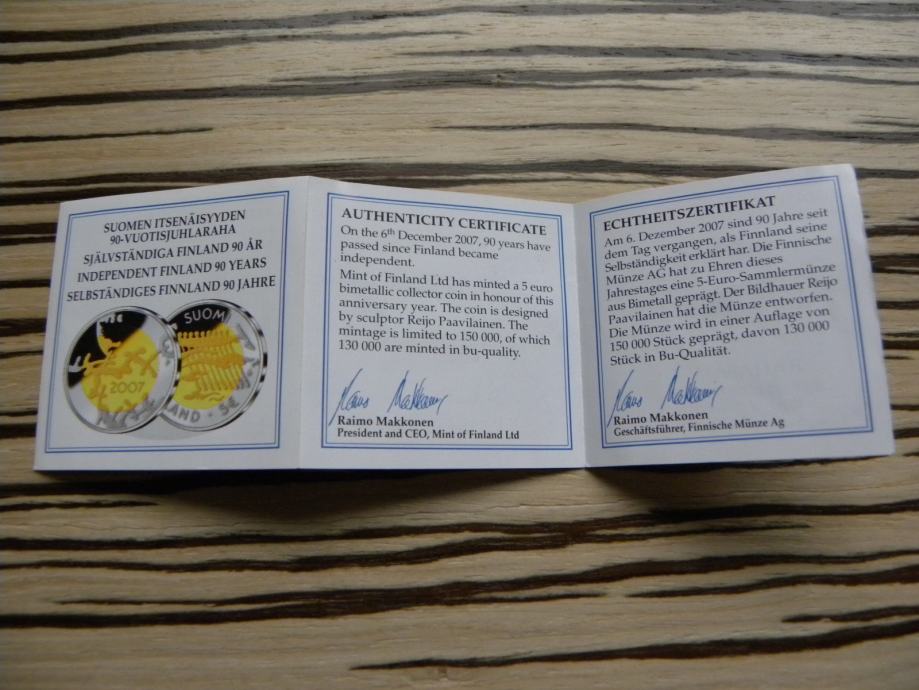 SUOMEN ITSENÄISYYDEN
90-VUOTISJUHLARAHA
SJÄLVSTÄNDIGA FINLAND 90 ÅR
INDEPENDENT FINLAND 90 YEARS
SELBSTÄNDIGES FINNLAND 90 JAHRE
2007
SUOM
LAND
AUTHENTICITY CERTIFICATE
On the 6th December 2007, 90 years have
passed since Finland became
independent.
Mint of Finland Ltd has minted a 5 euro
bimetallic collector coin in honour of this
anniversary year. The coin is designed
by sculptor Reijo Paavilainen. The
mintage is limited to 150 000, of which
130 000 are minted in bu-quality.
Raimo Makkonen
Raimo Makkonen
President and CEO, Mint of Finland Ltd
ECHTHEITSZERTIFIKAT
Am 6. Dezember 2007 sind 90 Jahre seit
dem Tag vergangen, als Finnland seine
Selbständigkeit erklärt har. Die Finnische
Münze AG hat zu Ehren dieses
Jahrestages eine 5-Euro-Sammlermünze
aus Bimetall geprägt. Der Bildhauer Reijo
Paavilainen hat die Münze entworfen.
Die Münze wird in einer Auflage von
150 000 Stück geprägt, davon 130 000
Stück in Bu-Qualität.
Raimo Makkonen
Raimo Makkonen
Geschäftsführer, Finnische Münze Ag